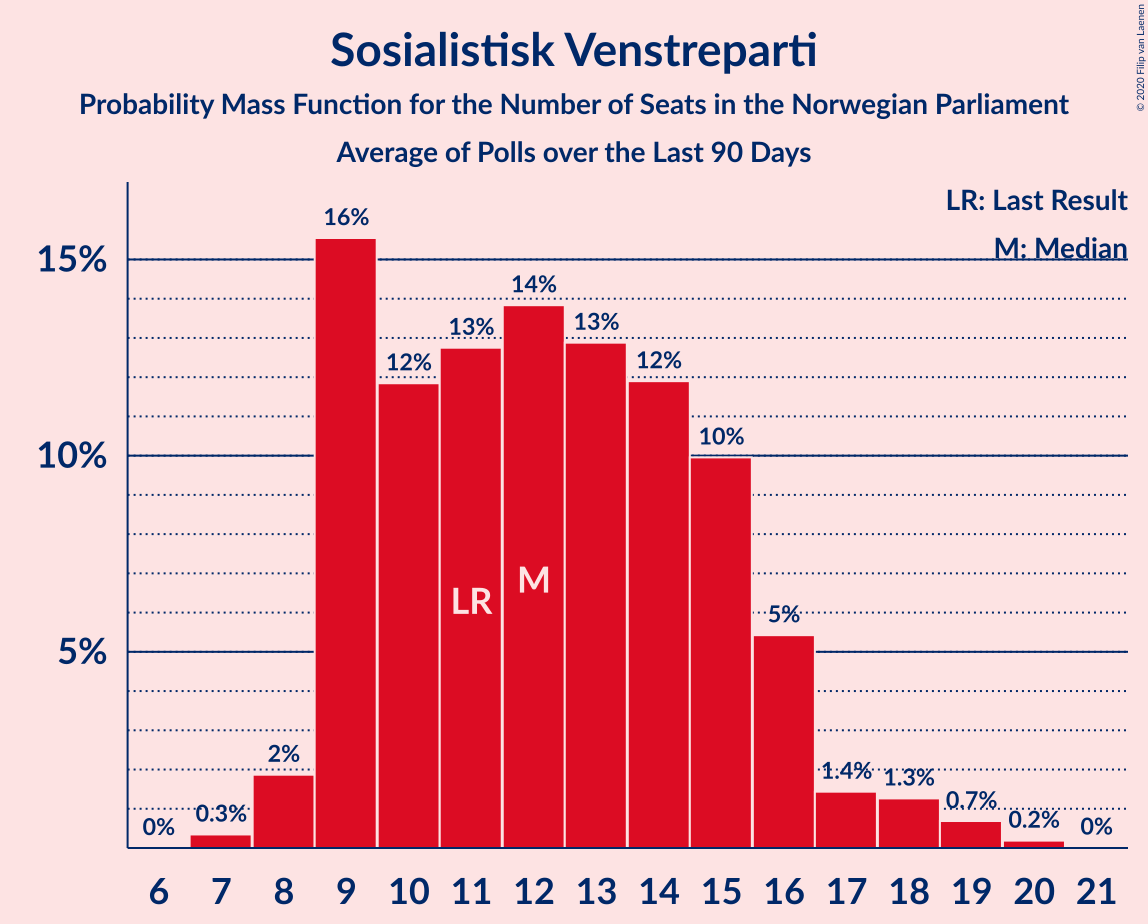 Sosialistisk Venstreparti
Probability Mass Function for the Number of Seats in the Norwegian Parliament
Average of Polls over the Last 90 Days
© 2020 Filip van Laenen
LR: Last Result
M: Median
15%
10%
5%
0%
0.3%
2%
16%
12%
13%
14%
13%
12%
10%
5%
1.4%
1.3%
0.7%
0.2%
0%
LR
M
6 7 8 9 10 11 12 13 14 15 16 17 18 19 20 21